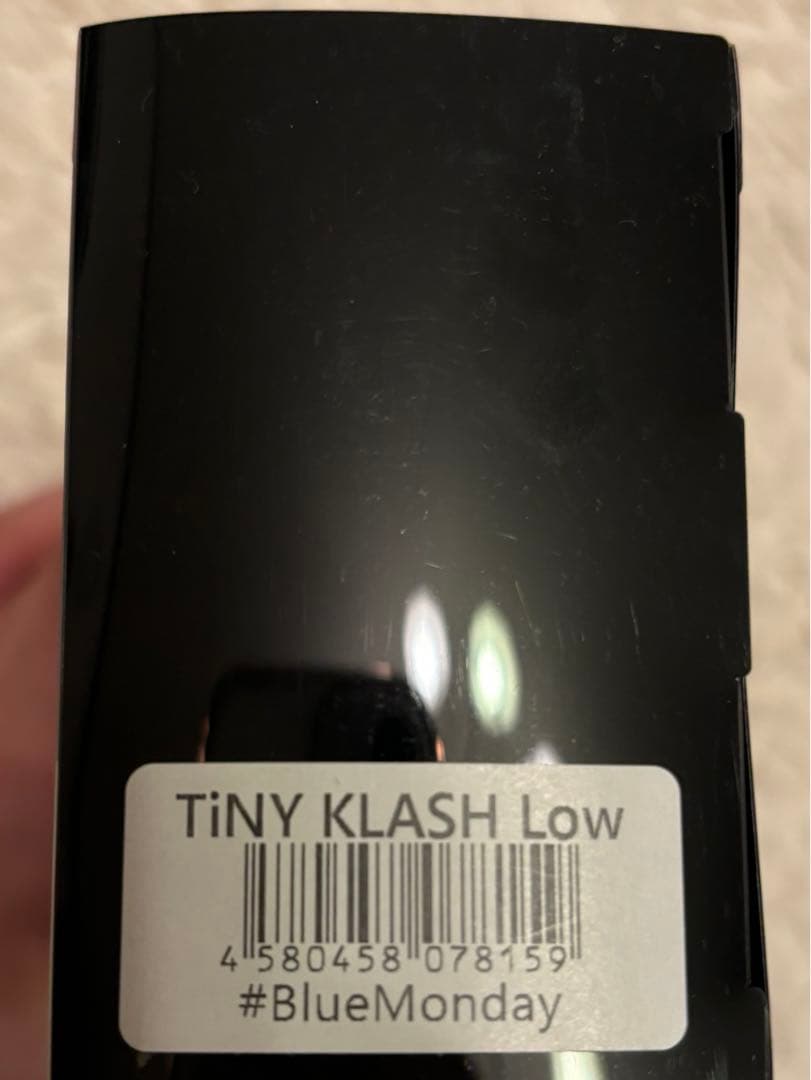 TiNY KLASH Low
4 580458 078159
#BlueMonday